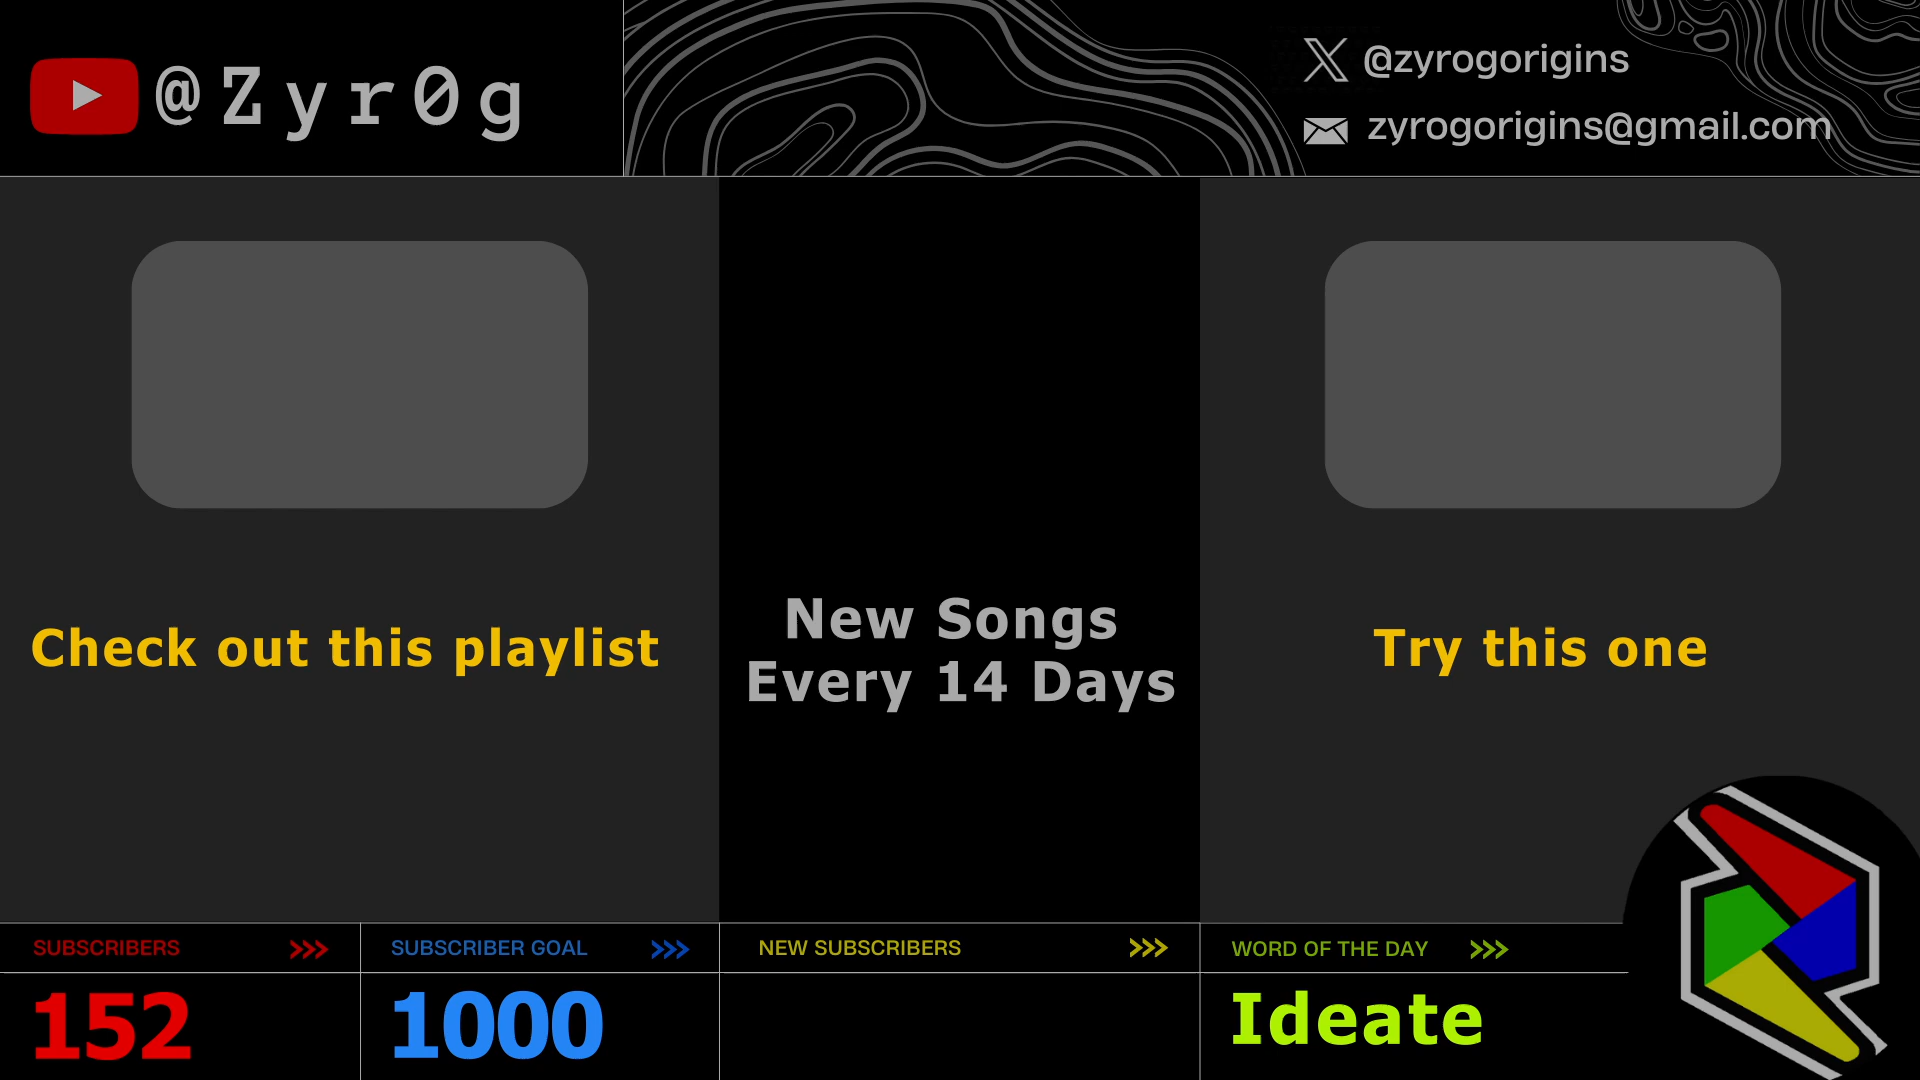 @Zyr0g
@zyrogorigins
zyrogorigins@gmail.com
Check out this playlist
New Songs
Every 14 Days
Try this one
SUBSCRIBERS >>>
SUBSCRIBER GOAL >>>
NEW SUBSCRIBERS >>>
WORD OF THE DAY >>>
152
1000
Ideate